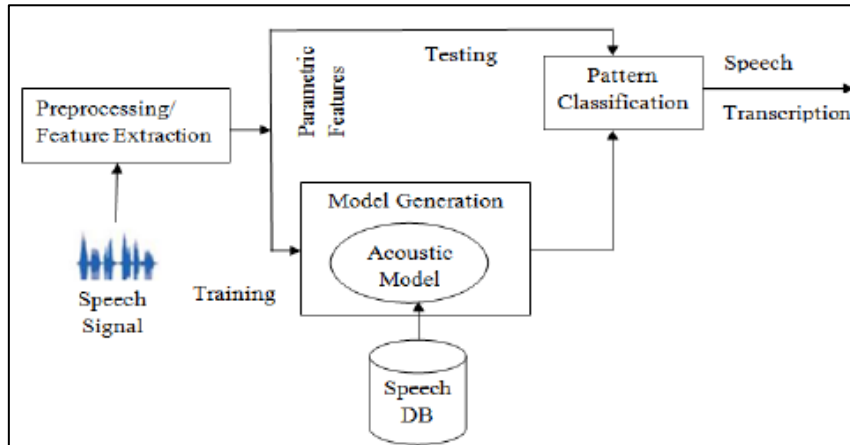 Preprocessing/
Feature Extraction
Speech
Signal
Parametric
Features
Testing
Training
Model Generation
Acoustic
Model
Speech
DB
Pattern
Classification
Speech
Transcription